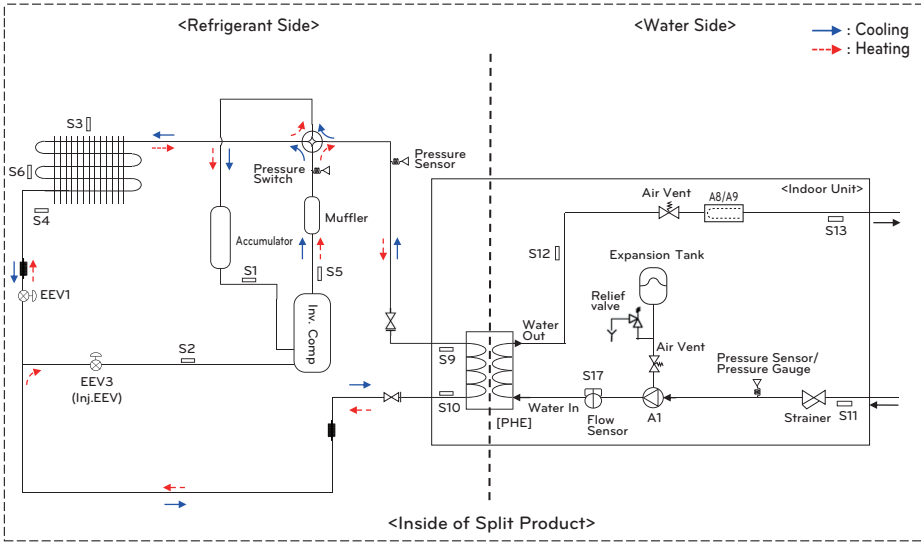 <Refrigerant Side>
<Water Side>
: Cooling
: Heating
S3
S6
S4
Pressure
Switch
Pressure
Sensor
<Indoor Unit>
Air Vent
A8/A9
Muffler
Accumulator
S13
S12
Expansion Tank
S1
S5
EEV1
Inv. Comp
Relief
valve
Water
Out
Air Vent
S2
S9
Pressure Sensor/
Pressure Gauge
EEV3
(Inj.EEV)
S17
S10
Water In
[PHE]
Flow
Sensor
A1
Strainer
S11
<Inside of Split Product>